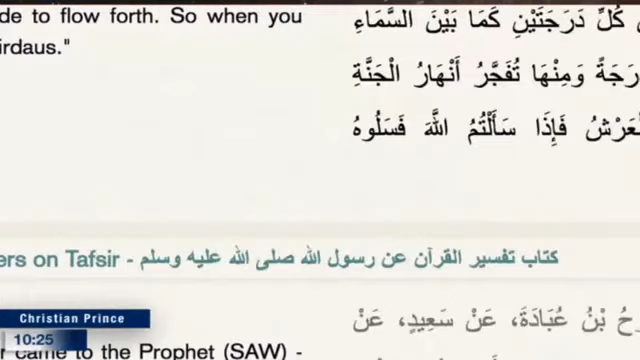 de to flow forth. So when you
irdaus."
كُلِّ دَرَجَتَيْنِ كَمَا بَيْنَ السَّمَاءِ
دَرَجَةً وَمِنْهَا تُفَجَّرُ أَنْهَارُ الْجَنَّةِ
الْعَرْشُ فَإِذَا سَأَلْتُمُ اللَّهَ فَسَلُوهُ
ers on Tafsir - كتاب تفسير القرآن عن رسول الله صلى الله عليه وسلم
بْنُ عُبَادَةَ، عَنْ سَعِيدٍ، عَنْ
Christian Prince
10:25
er came to the Prophet (SAW) -